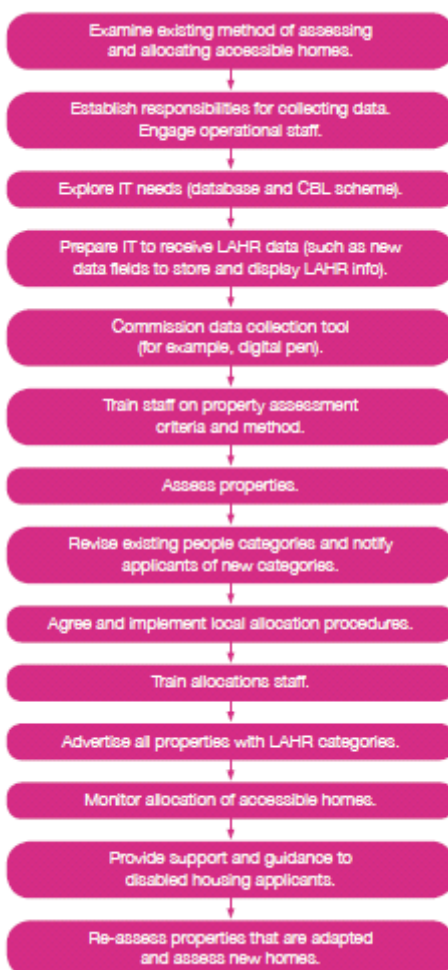 Examine existing method of assessing
and allocating accessible homes.
Establish responsibilities for collecting data.
Engage operational staff.
Explore IT needs (database and CBL scheme).
Prepare IT to receive LAHR data (such as new
data fields to store and display LAHR info).
Commission data collection tool
(for example, digital pen).
Train staff on property assessment
criteria and method.
Assess properties.
Revise existing people categories and notify
applicants of new categories.
Agree and implement local allocation procedures.
Train allocations staff.
Advertise all properties with LAHR categories.
Monitor allocation of accessible homes.
Provide support and guidance to
disabled housing applicants.
Re-assess properties that are adapted
and assess new homes.